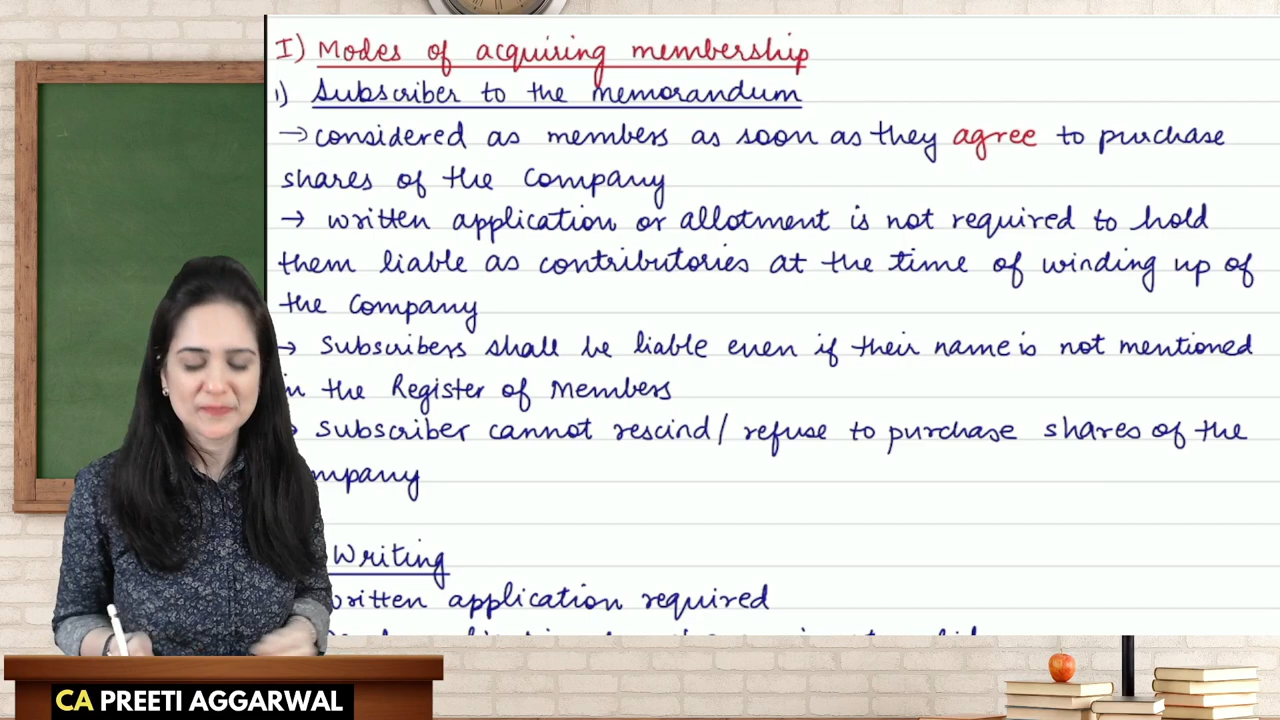 I) Modes of acquiring membership
1) Subscriber to the memorandum
→ considered as members as soon as they agree to purchase
shares of the company
→ written application or allotment is not required to hold
them liable as contributories at the time of winding up of
the company
→ Subscribers shall be liable even if their name is not mentioned
in the Register of Members
→ subscriber cannot rescind / refuse to purchase shares of the
mpany
Writing
written application required
CA PREETI AGGARWAL